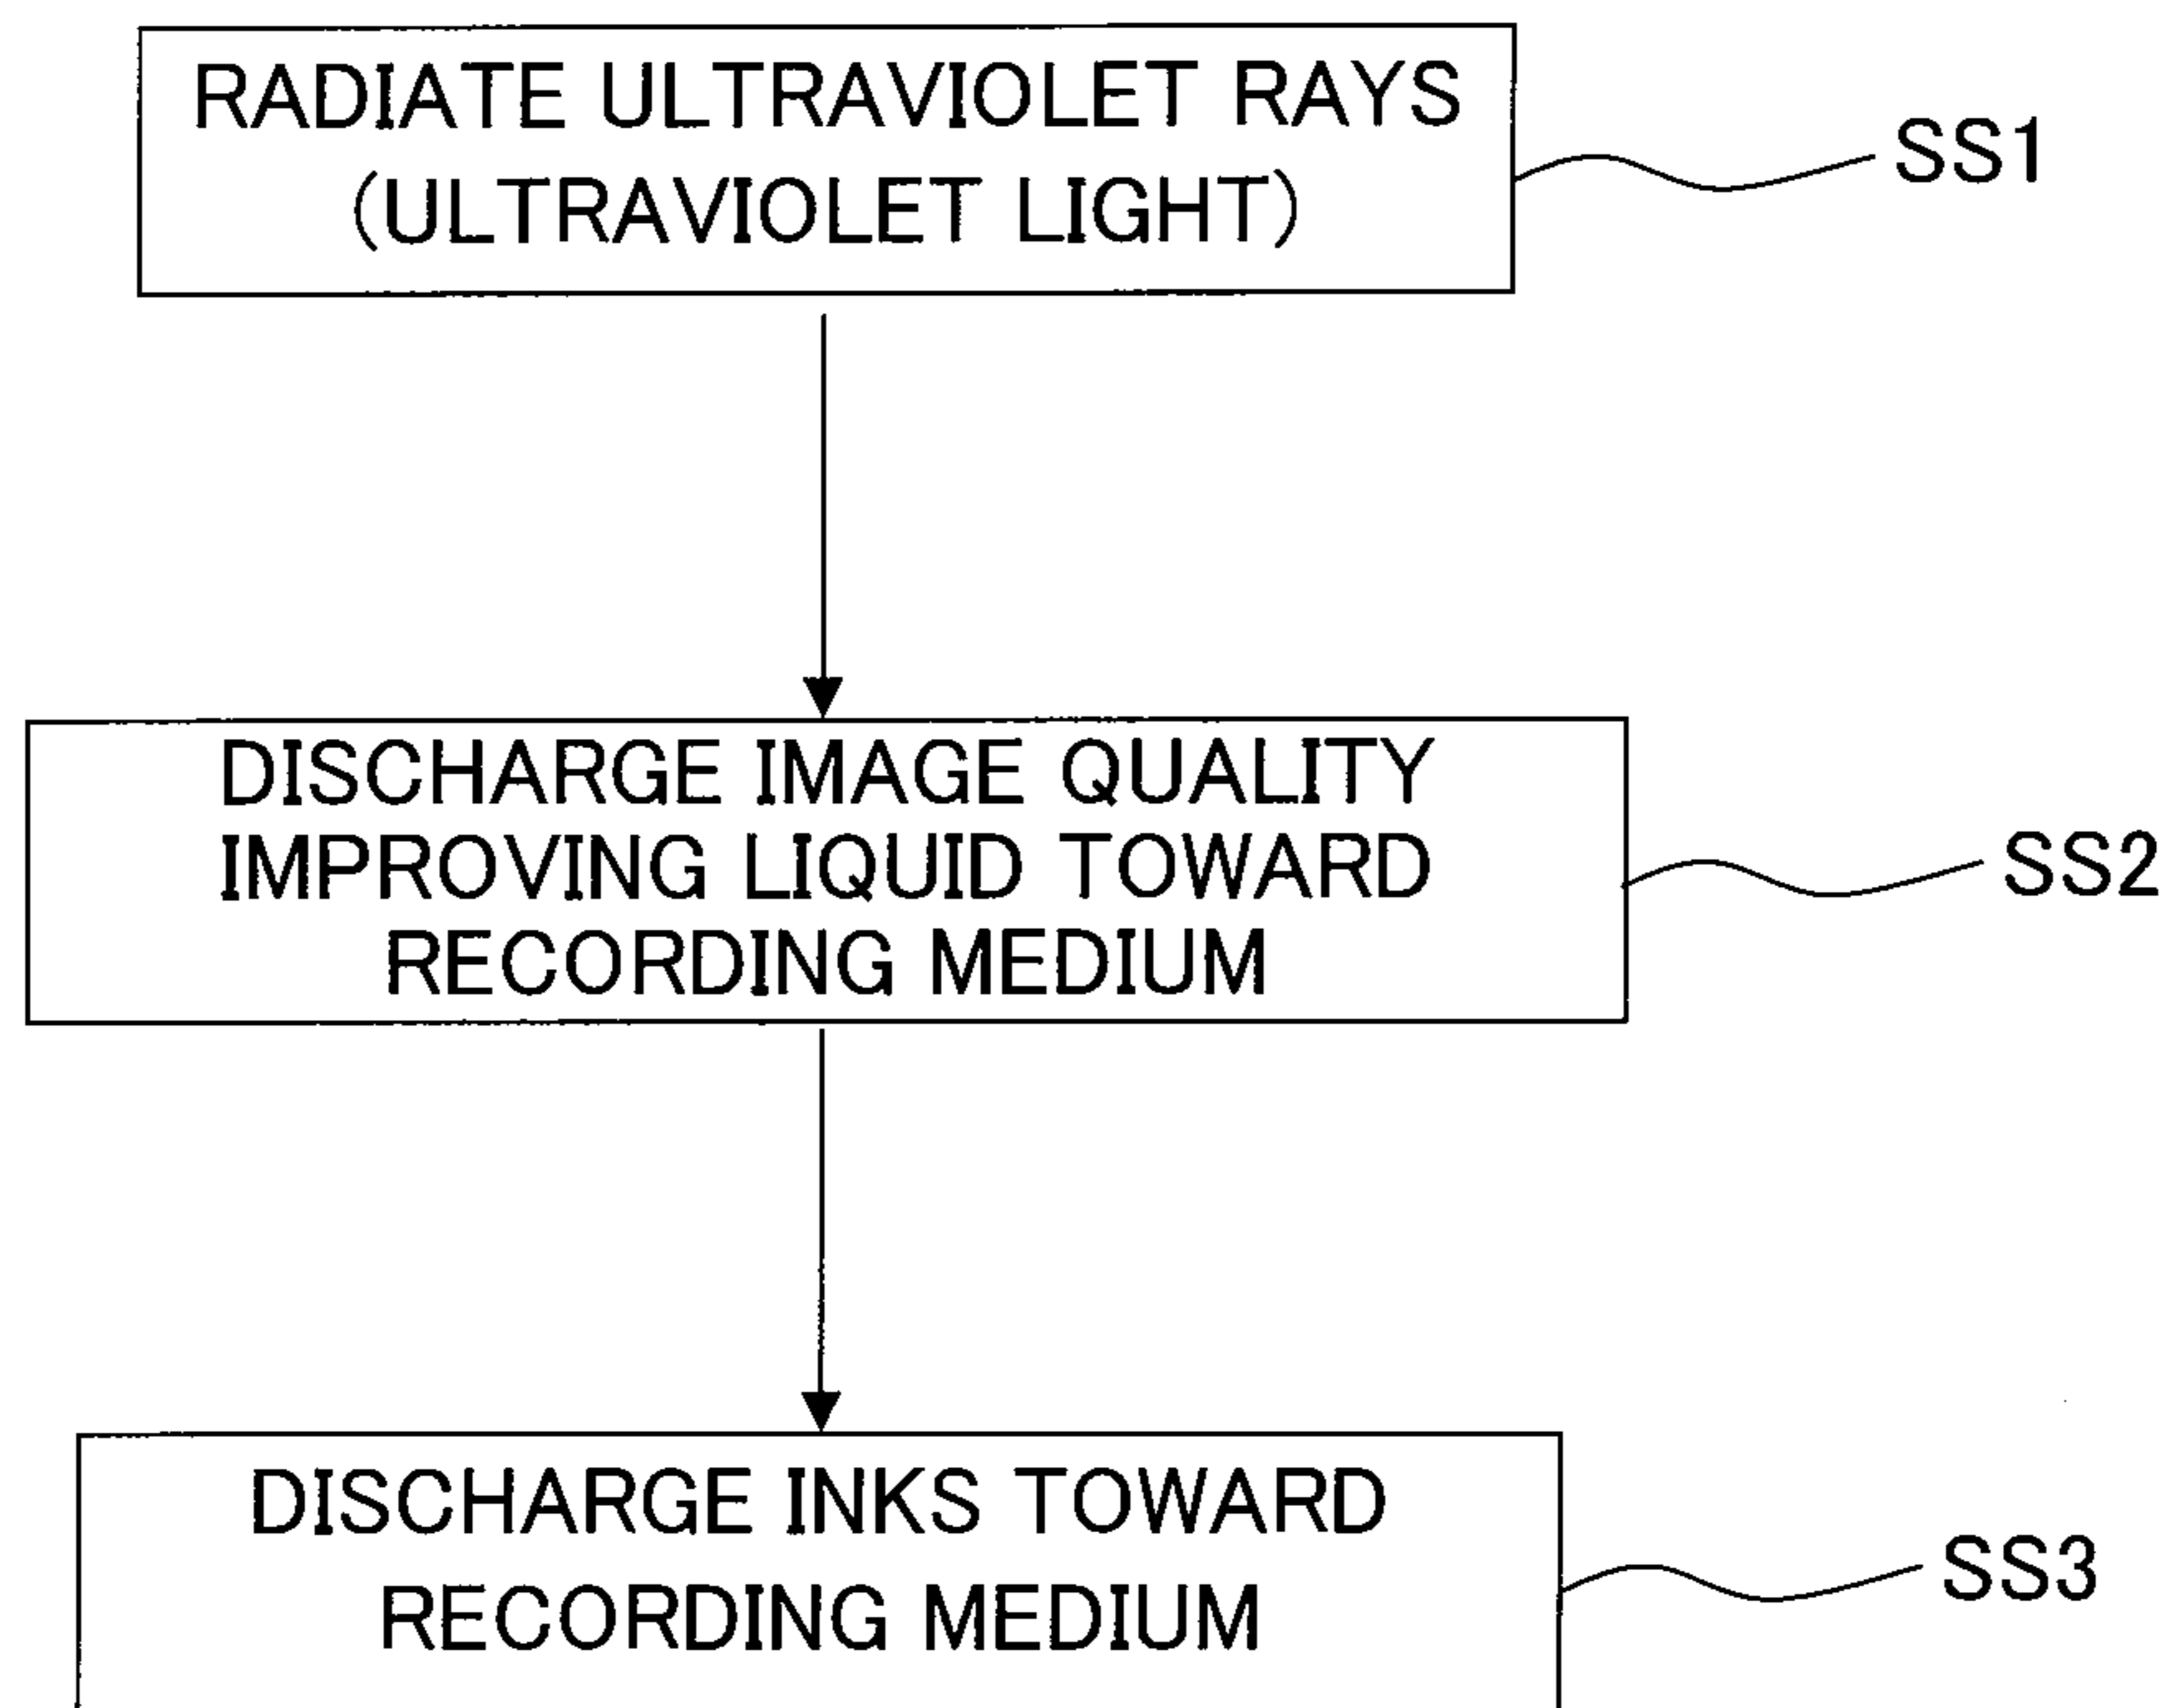 RADIATE ULTRAVIOLET RAYS
(ULTRAVIOLET LIGHT)
SS1
DISCHARGE IMAGE QUALITY
IMPROVING LIQUID TOWARD
RECORDING MEDIUM
SS2
DISCHARGE INKS TOWARD
RECORDING MEDIUM
SS3